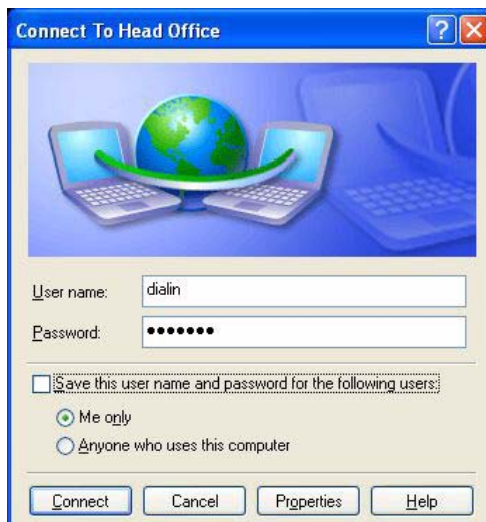 Connect To Head Office
User name:
dialin
Password:
•••••••
Save this user name and password for the following users:
Me only
Anyone who uses this computer
Connect Cancel Properties Help